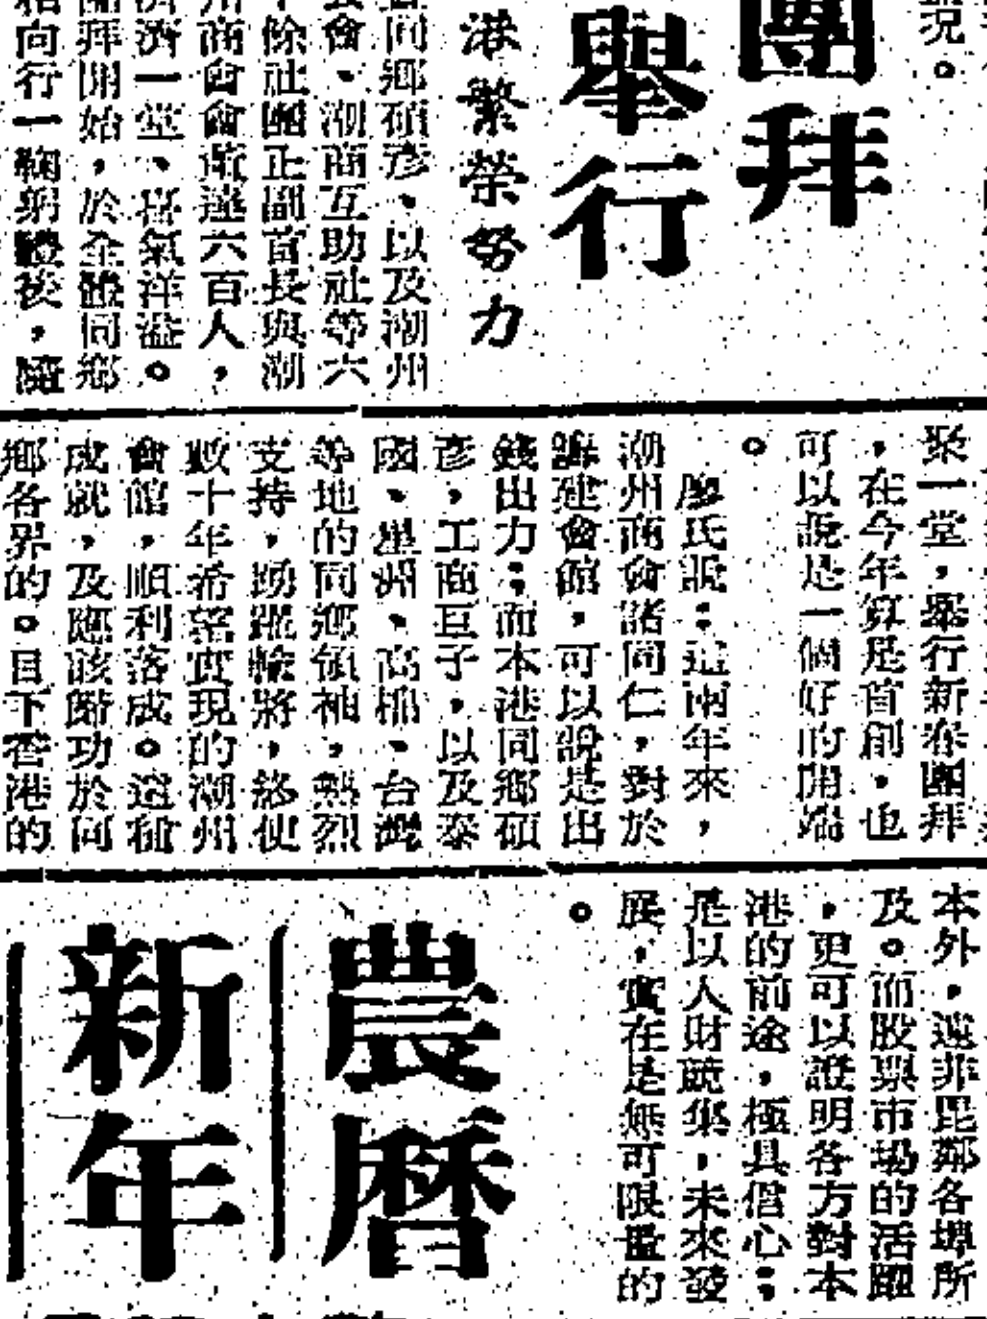 況。
團拜
舉行
港繁榮努力
同鄉碩彥、以及潮州
會、潮商互助社等六
餘社團正副首長與潮
州商會會董達六百人，
濟濟一堂、喜氣洋溢。
團拜開始，於全體同鄉
相向行一鞠躬禮後，隨
聚一堂，舉行新春團拜
，在今年算是首創，也
可以說是一個好的開端
。
廖氏說：這兩年來，
潮州商會諸同仁，對於
籌建會館，可以說是出
錢出力；而本港同鄉碩
彥，工商巨子，以及泰
國、星洲、高棉、台灣
等地的同鄉領袖，熱烈
支持，踴躍輸將，終使
數十年希望實現的潮州
會館，順利落成。這種
成就，及應該歸功於同
鄉各界的。目下香港的
本外，遠非毘鄰各埠所
及。而股票市場的活躍
，更可以證明各方對本
港的前途，極具信心；
是以人財競集，未來發
展，實在是無可限量的
。
農曆
新年